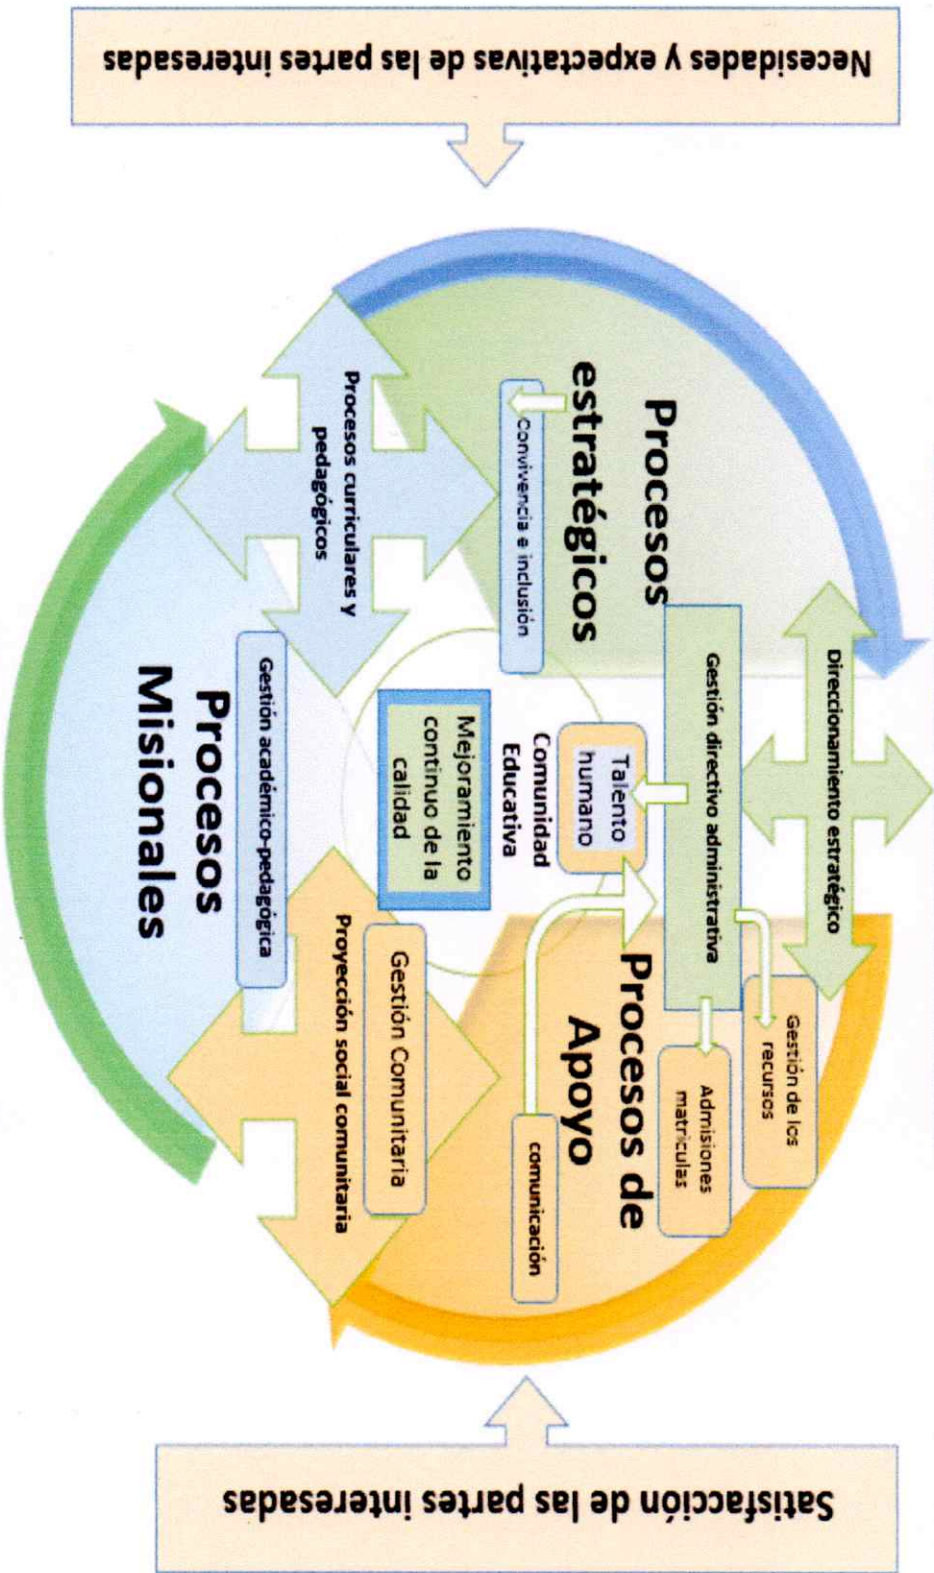 Necesidades y expectativas de las partes interesadas
Direccionamiento estratégico
Gestión directivo administrativa
Gestión de los
recursos
Admisiones
matriculas
Procesos
estratégicos
Convivencia e inclusión
Talento
humano
Comunidad
Educativa
Mejoramiento
continuo de la
calidad
Procesos de
Apoyo
comunicación
Procesos curriculares y
pedagógicos
Gestión académico-pedagógica
Procesos
Misionales
Gestión Comunitaria
Proyección social comunitaria
Satisfacción de las partes interesadas